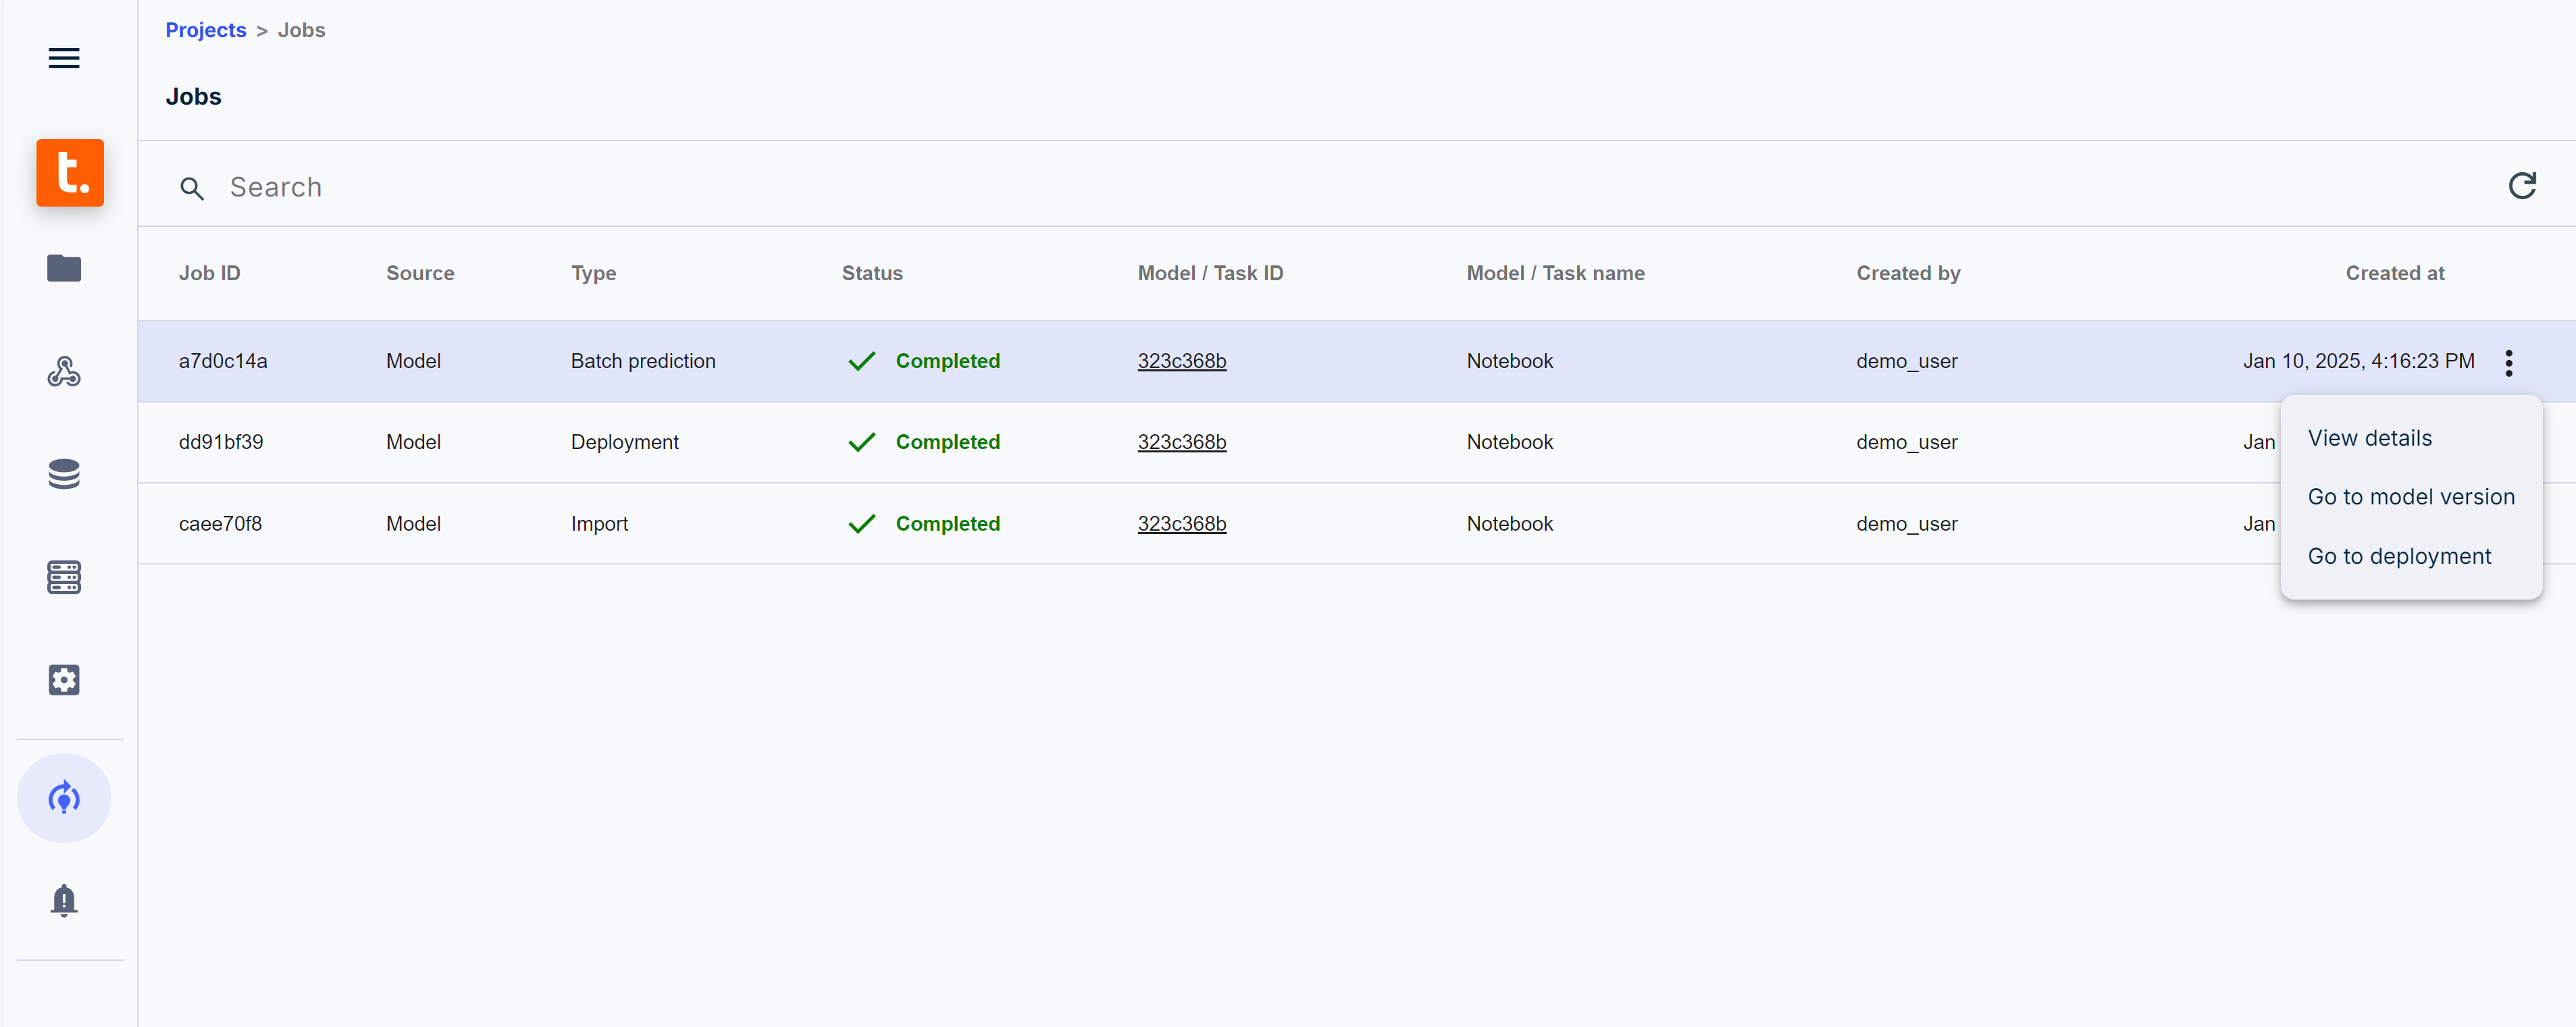 Projects > Jobs
Jobs
t.
Search
Job ID Source Type Status Model / Task ID Model / Task name Created by Created at
a7d0c14a Model Batch prediction Completed 323c368b Notebook demo_user Jan 10, 2025, 4:16:23 PM
dd91bf39 Model Deployment Completed 323c368b Notebook demo_user Jan
caee70f8 Model Import Completed 323c368b Notebook demo_user Jan
View details
Go to model version
Go to deployment